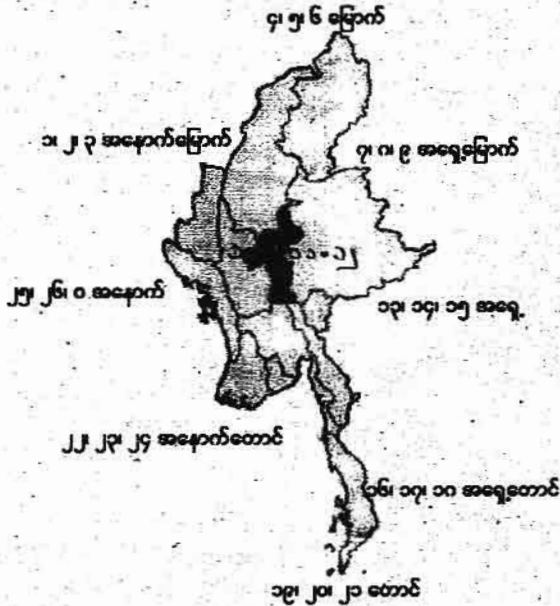 ၄၊ ၅၊ ၆ မြောက်
၁၊ ၂၊ ၃ အနောက်မြောက်
၇၊ ၈၊ ၉ အရှေ့မြောက်
၂၅၊ ၂၆၊ ၀ အနောက်
၁၃၊ ၁၄၊ ၁၅ အရှေ့
၂၂၊ ၂၃၊ ၂၄ အနောက်တောင်
၁၆၊ ၁၇၊ ၁၈ အရှေ့တောင်
၁၉၊ ၂၀၊ ၂၁ တောင်